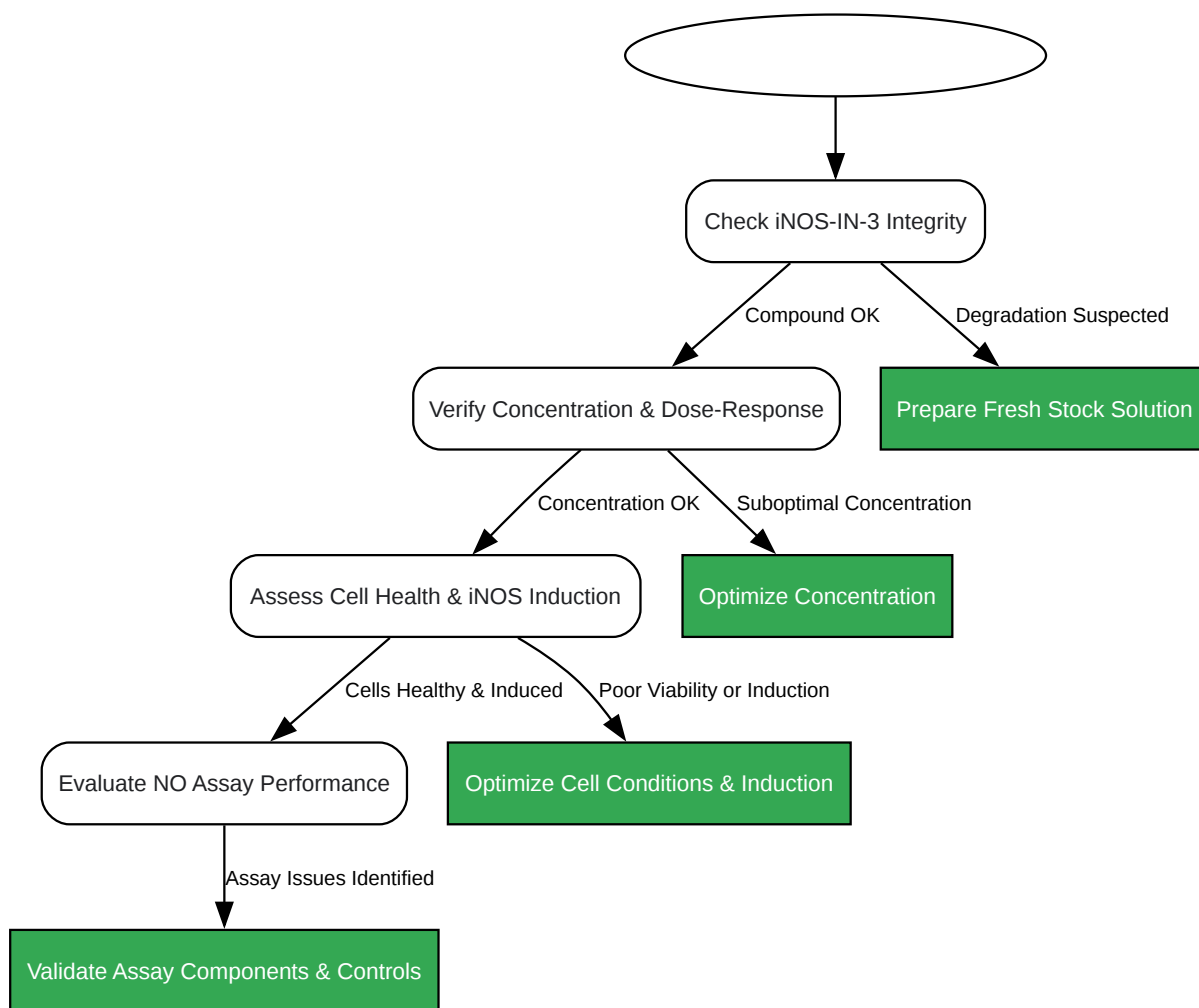 Check iNOS-IN-3 Integrity
Compound OK
Degradation Suspected
Verify Concentration & Dose-Response
Prepare Fresh Stock Solution
Concentration OK
Suboptimal Concentration
Assess Cell Health & iNOS Induction
Optimize Concentration
Cells Healthy & Induced
Poor Viability or Induction
Evaluate NO Assay Performance
Optimize Cell Conditions & Induction
Assay Issues Identified
Validate Assay Components & Controls